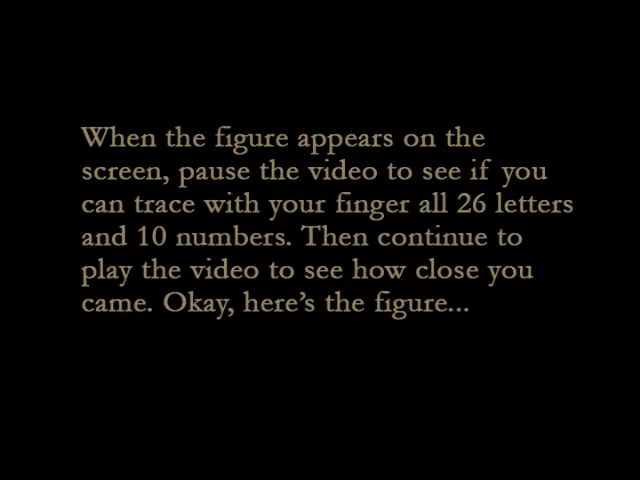 When the figure appears on the
screen, pause the video to see if you
can trace with your finger all 26 letters
and 10 numbers. Then continue to
play the video to see how close you
came. Okay, here’s the figure...